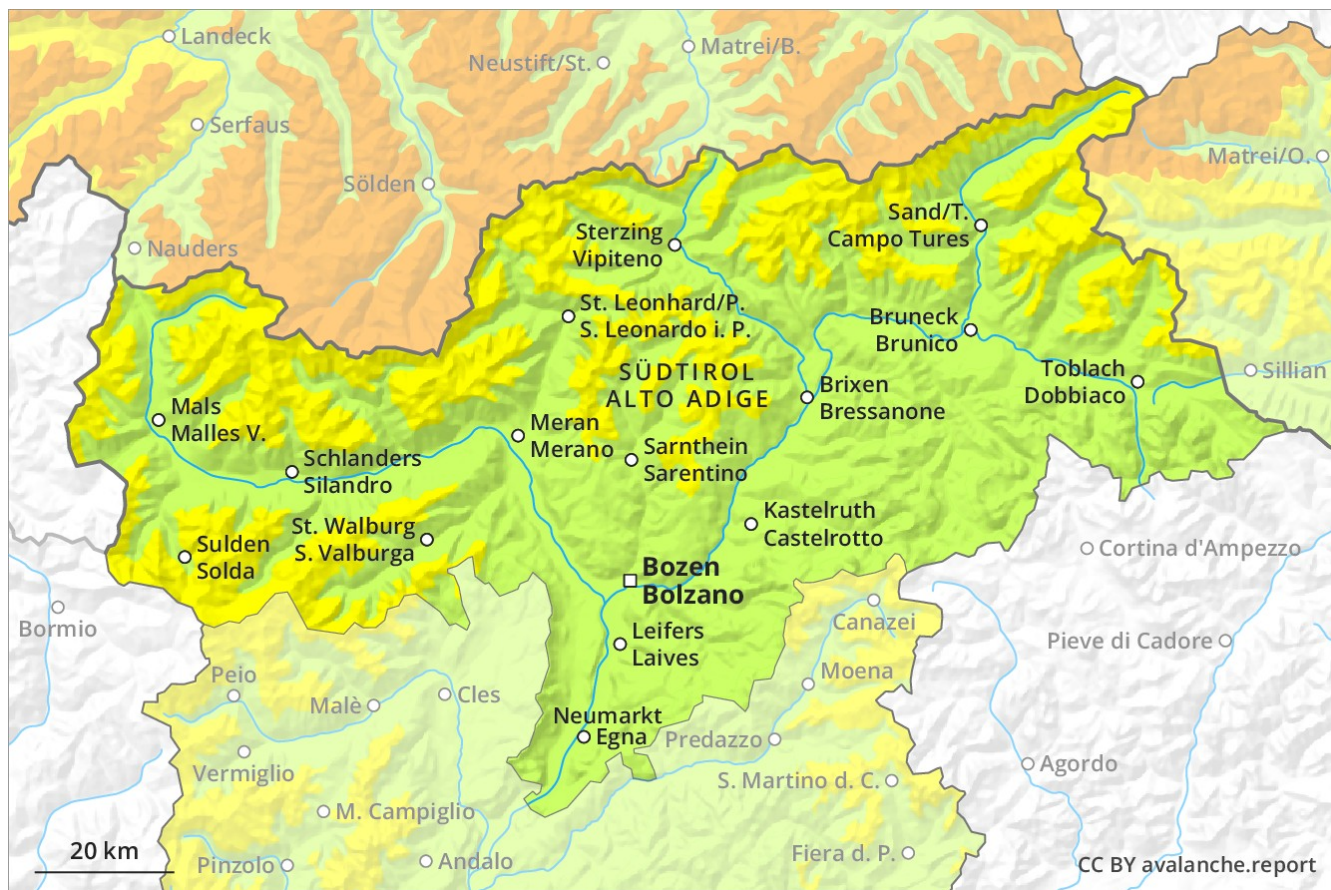 Landeck
Matrei/B.
Neustift/St.
Serfaus
Matrei/O.
Sölden
Sand/T.
Campo Tures
Sterzing
Vipiteno
Nauders
St. Leonhard/P.
S. Leonardo i. P.
Bruneck
Brunico
SÜDTIROL
ALTO ADIGE
Toblach
Dobbiaco
Sillian
Brixen
Bressanone
Mals
Malles V.
Meran
Merano
Sarnthein
Sarentino
Schlanders
Silandro
Kastelruth
Castelrotto
St. Walburg
S. Valburga
Sulden
Solda
Cortina d'Ampezzo
Bozen
Bolzano
Bormio
Canazei
Leifers
Laives
Pieve di Cadore
Peio
Moena
Malè
Cles
Neumarkt
Egna
Predazzo
Vermiglio
Agordo
S. Martino d. C.
M. Campiglio
20 km
Pinzolo
Andalo
Fiera d. P.
CC BY avalanche.report